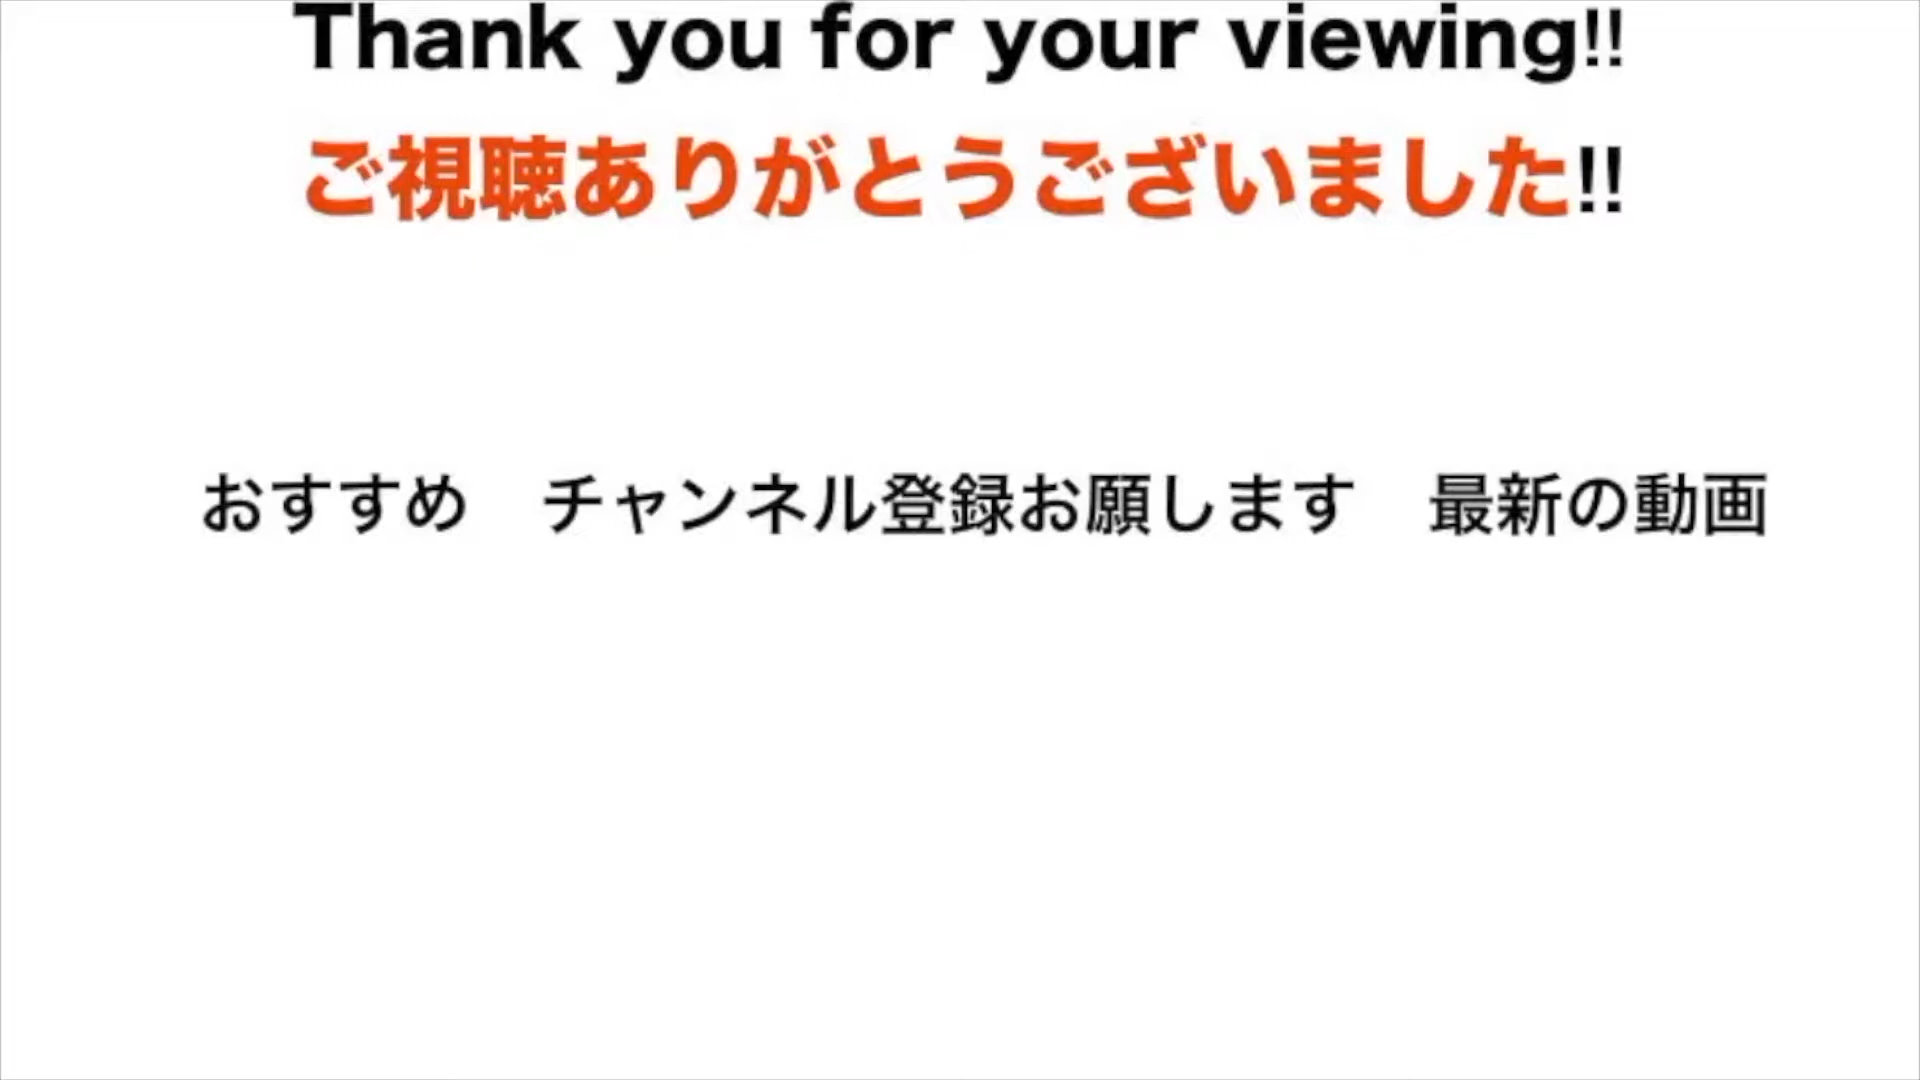 Thank you for your viewing!!
ご視聴ありがとうございました!!
おすすめ　チャンネル登録お願します　最新の動画